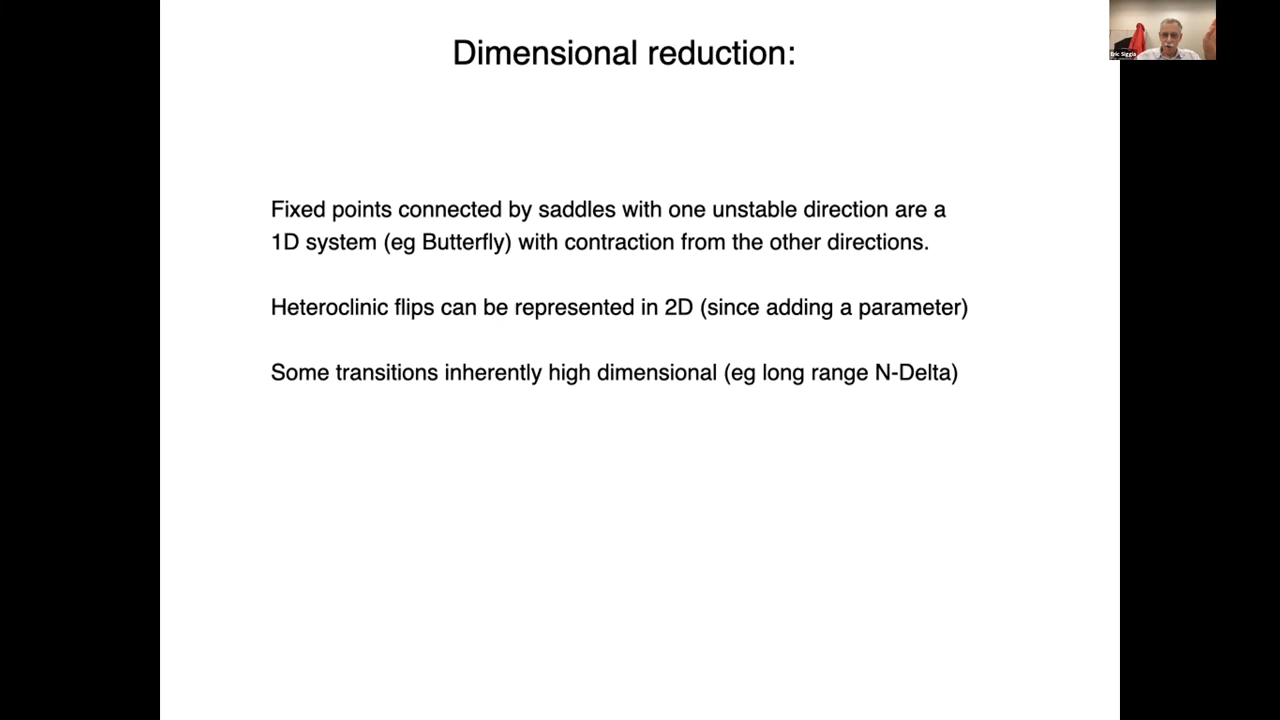 Dimensional reduction:
Eric Siggia
Fixed points connected by saddles with one unstable direction are a
1D system (eg Butterfly) with contraction from the other directions.
Heteroclinic flips can be represented in 2D (since adding a parameter)
Some transitions inherently high dimensional (eg long range N-Delta)